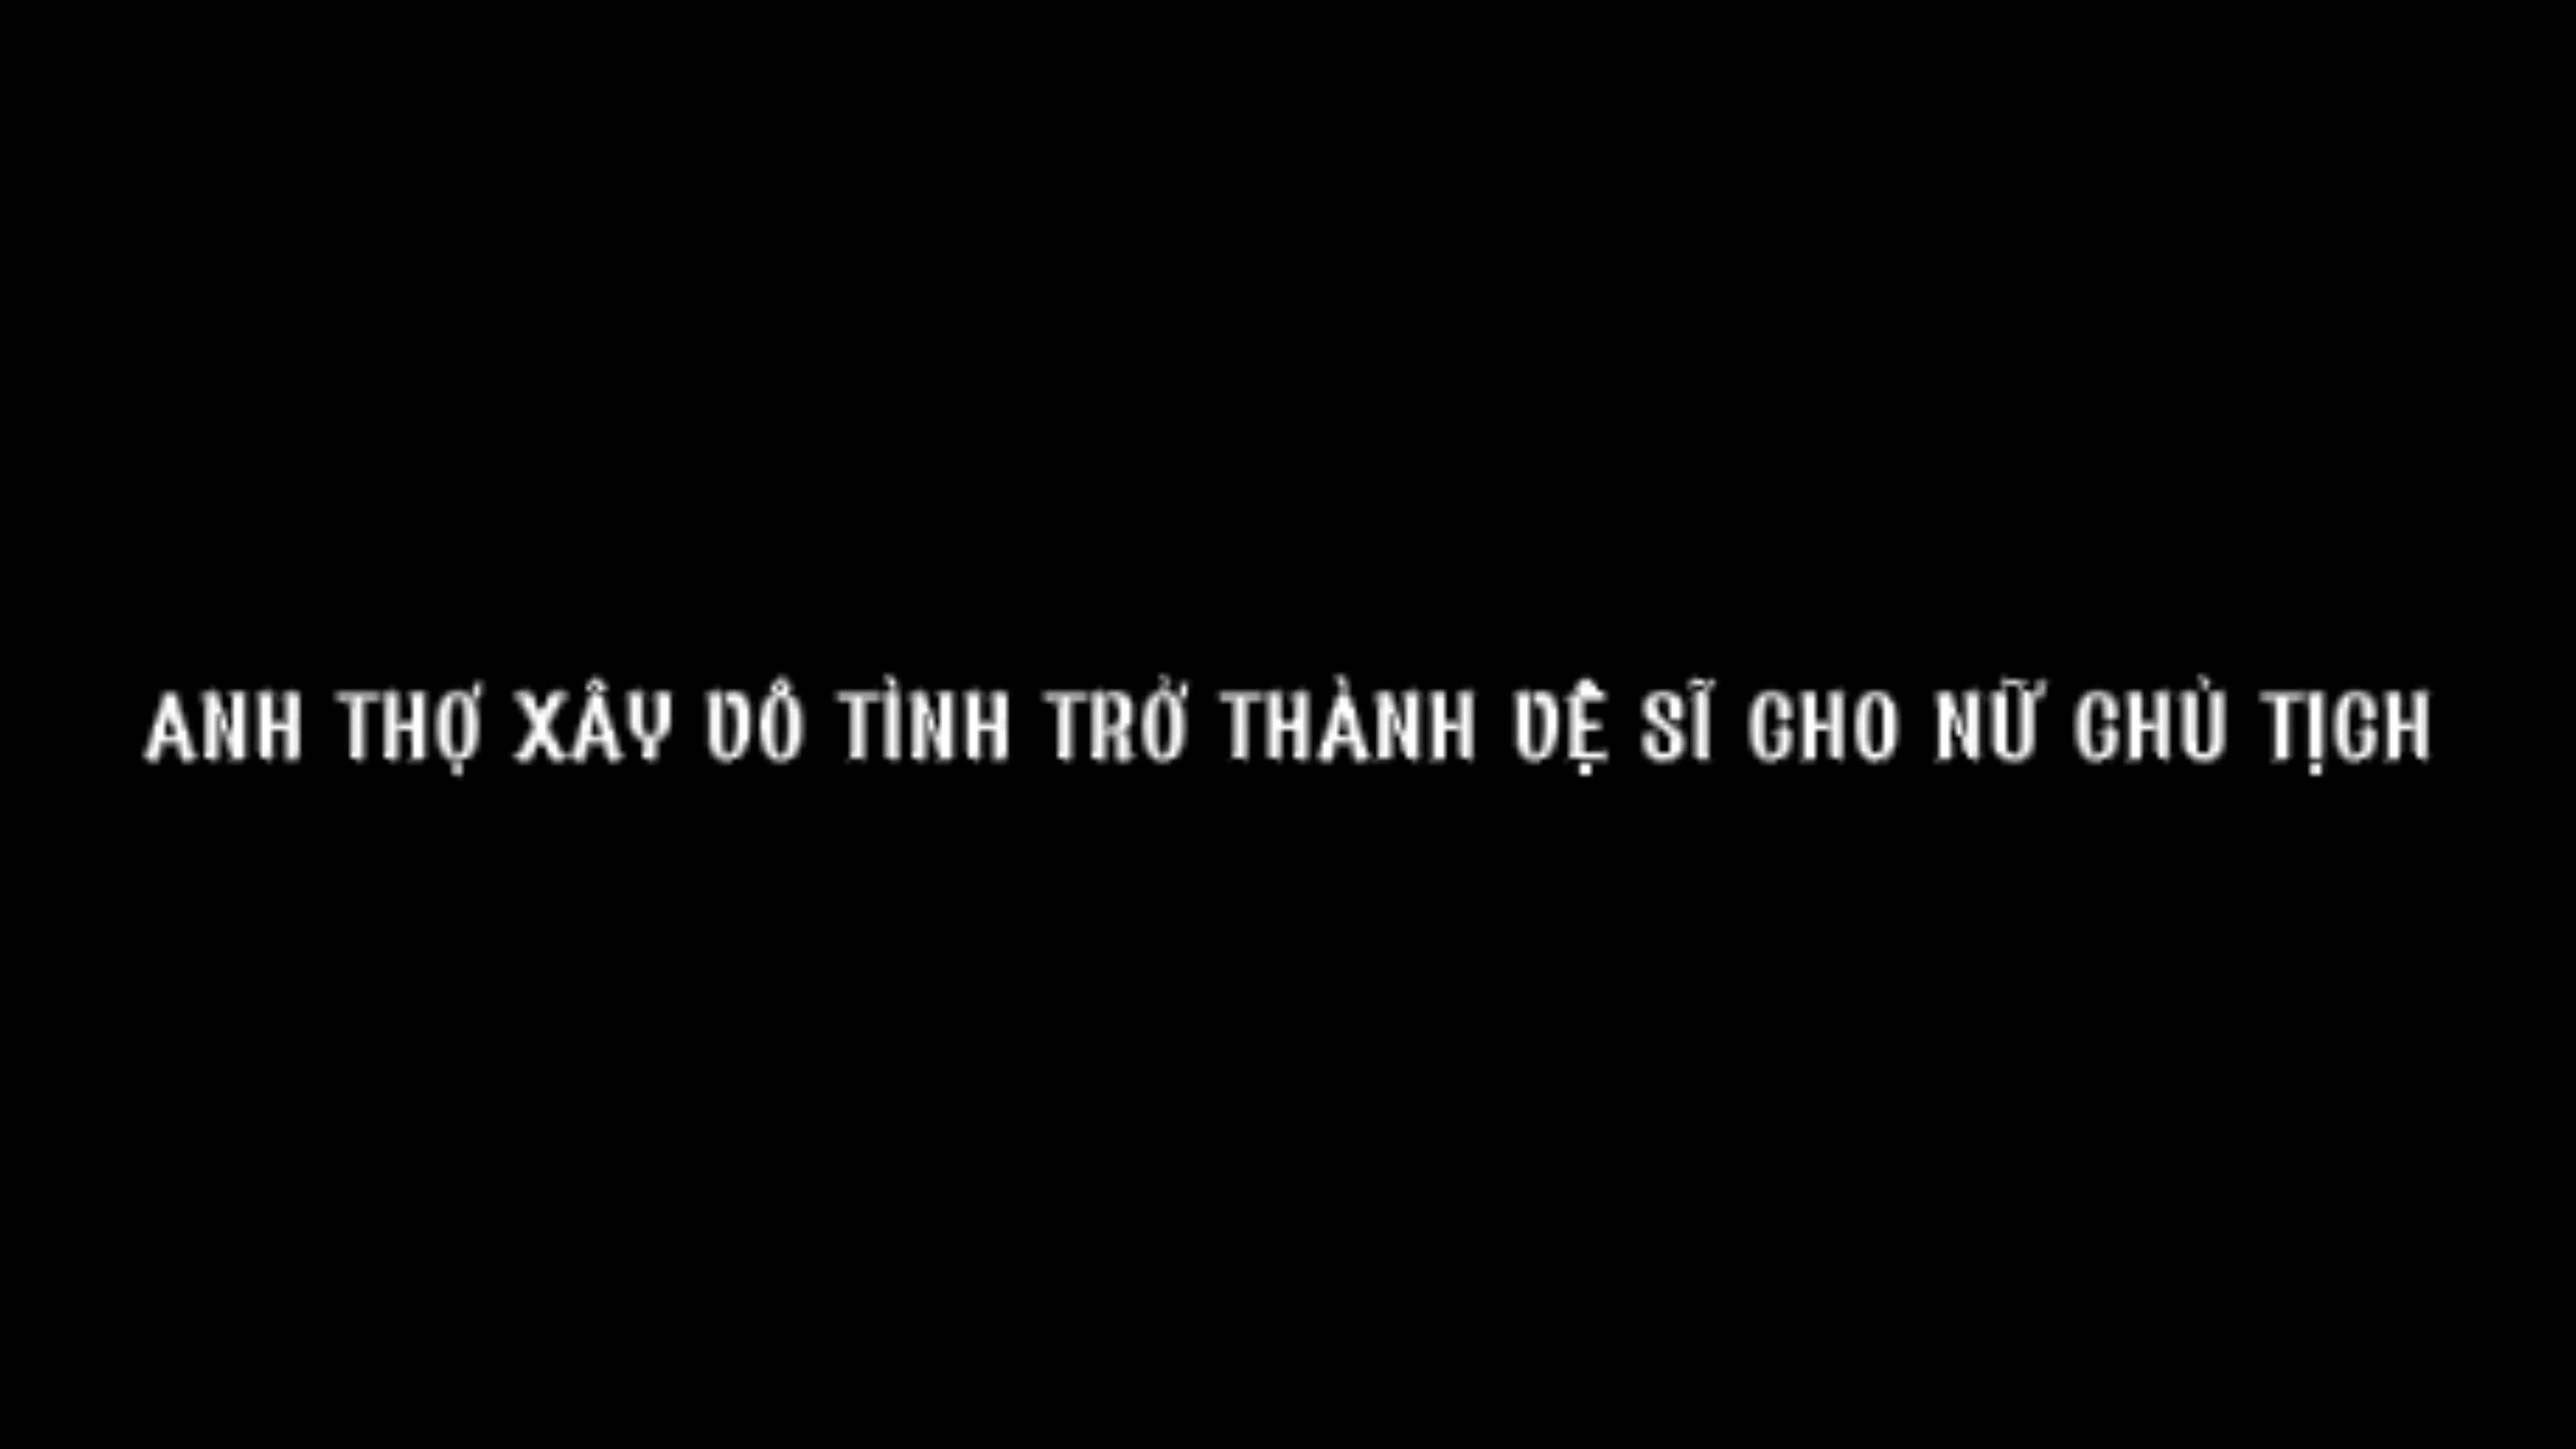 ANH THỢ XÂY VÔ TÌNH TRỞ THÀNH VỆ SĨ CHO NỮ CHỦ TỊCH